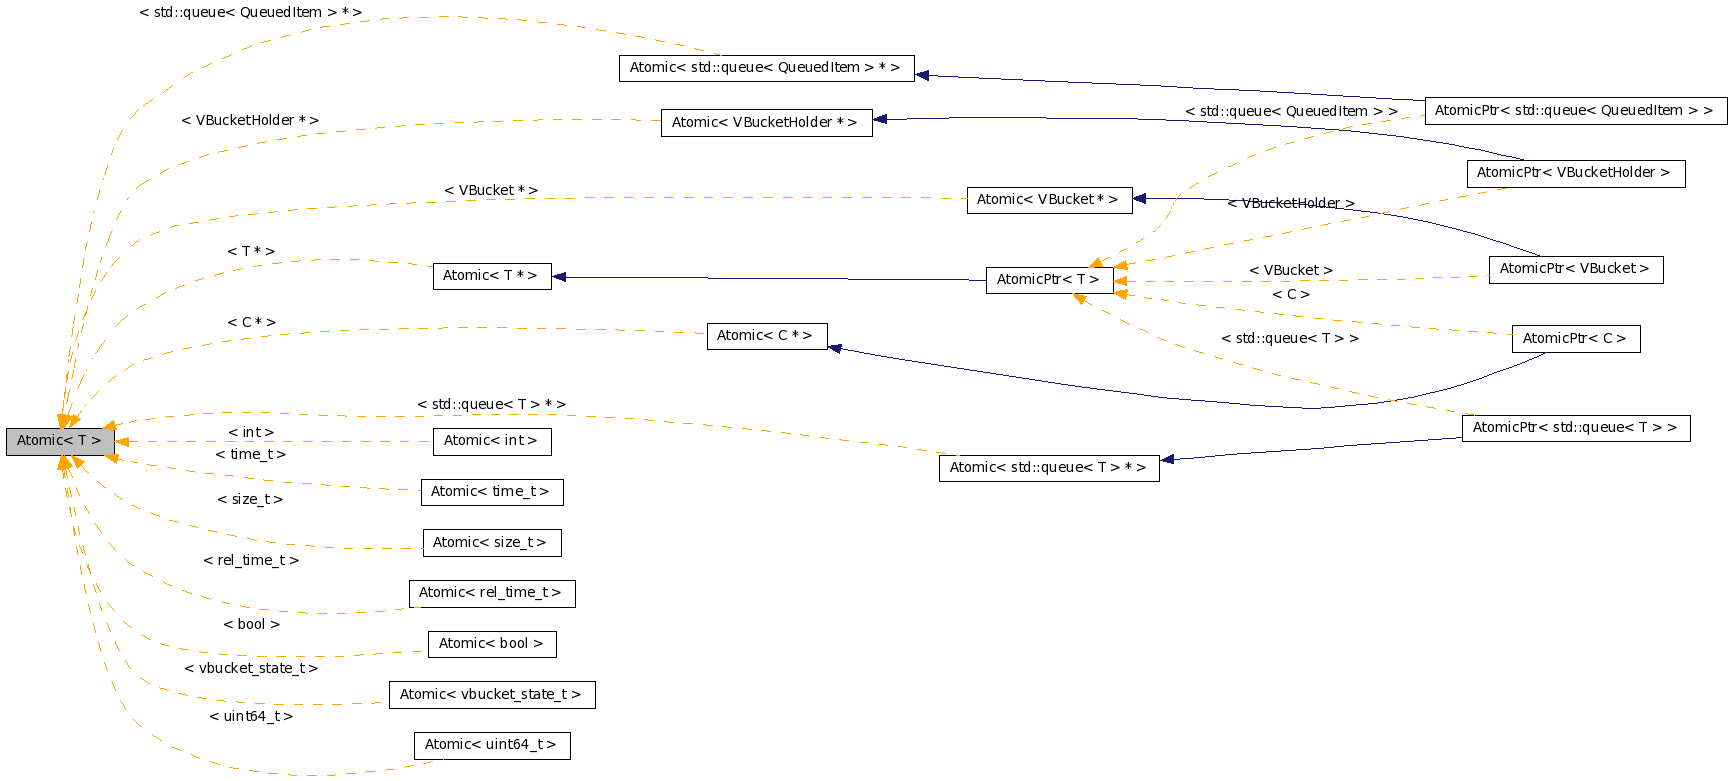 < std::queue< QueuedItem > * >
Atomic< std::queue< QueuedItem > * >
AtomicPtr< std::queue< QueuedItem > >
< std::queue< QueuedItem > >
< VBucketHolder * >
Atomic< VBucketHolder * >
AtomicPtr< VBucketHolder >
< VBucket * >
Atomic< VBucket * >
< VBucketHolder >
< T * >
Atomic< T * >
AtomicPtr< T >
< VBucket >
AtomicPtr< VBucket >
< C >
< C * >
Atomic< C * >
AtomicPtr< C >
< std::queue< T > >
< std::queue< T > * >
AtomicPtr< std::queue< T > >
Atomic< T >
< int >
Atomic< int >
< time_t >
Atomic< std::queue< T > * >
Atomic< time_t >
< size_t >
Atomic< size_t >
< rel_time_t >
Atomic< rel_time_t >
< bool >
Atomic< bool >
< vbucket_state_t >
Atomic< vbucket_state_t >
< uint64_t >
Atomic< uint64_t >